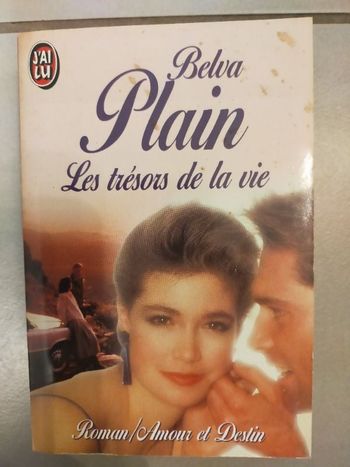 J'AI
LU
Belva
Plain
Les trésors de la vie
Roman/Amour et Destin